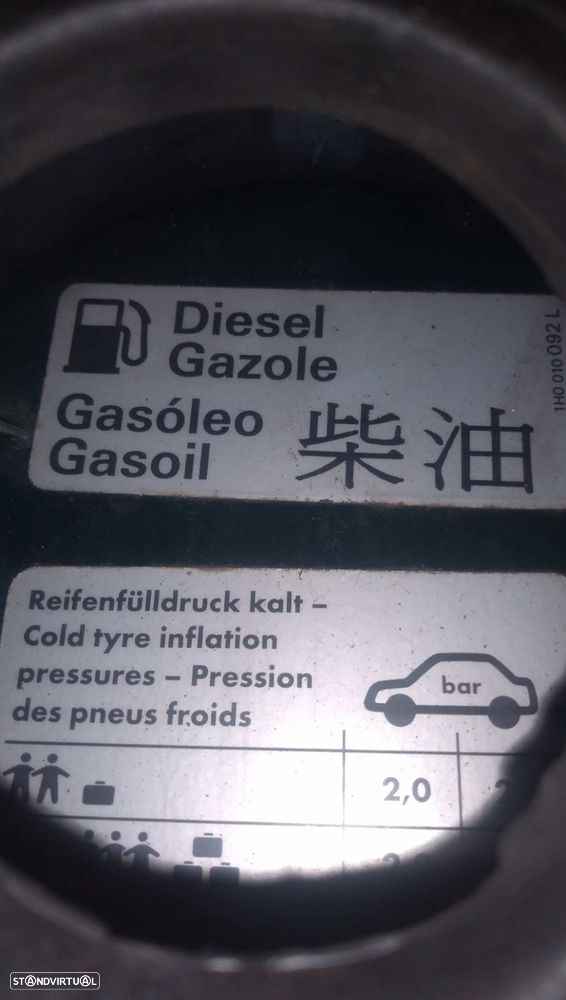 Diesel
Gazole
Gasóleo
Gasoil
柴油
1H0 010 092 L
Reifenfülldruck kalt –
Cold tyre inflation
pressures – Pression
des pneus froids
bar
2,0
STANDVIRTUAL